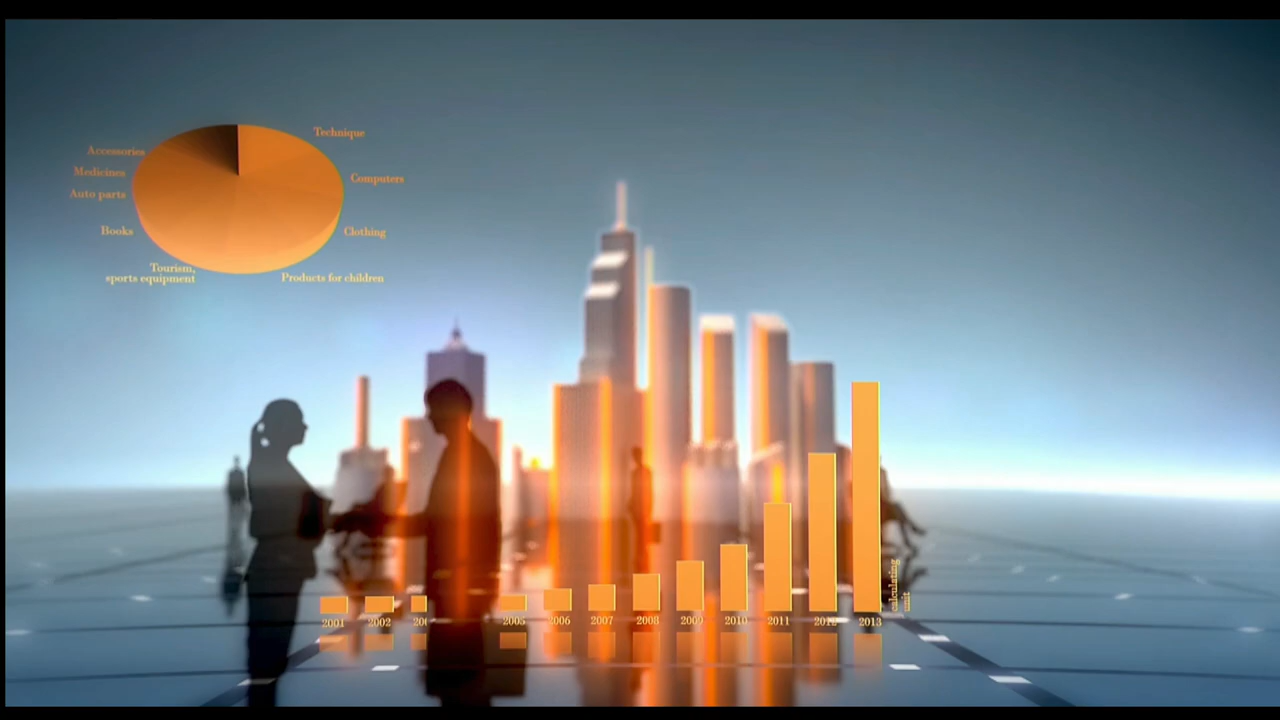 Technique
Accessories
Medicines
Computers
Auto parts
Books
Clothing
Tourism,
sports equipment
Products for children
calculating
unit
2001 2002 2005 2006 2007 2008 2009 2010 2011 2012 2013